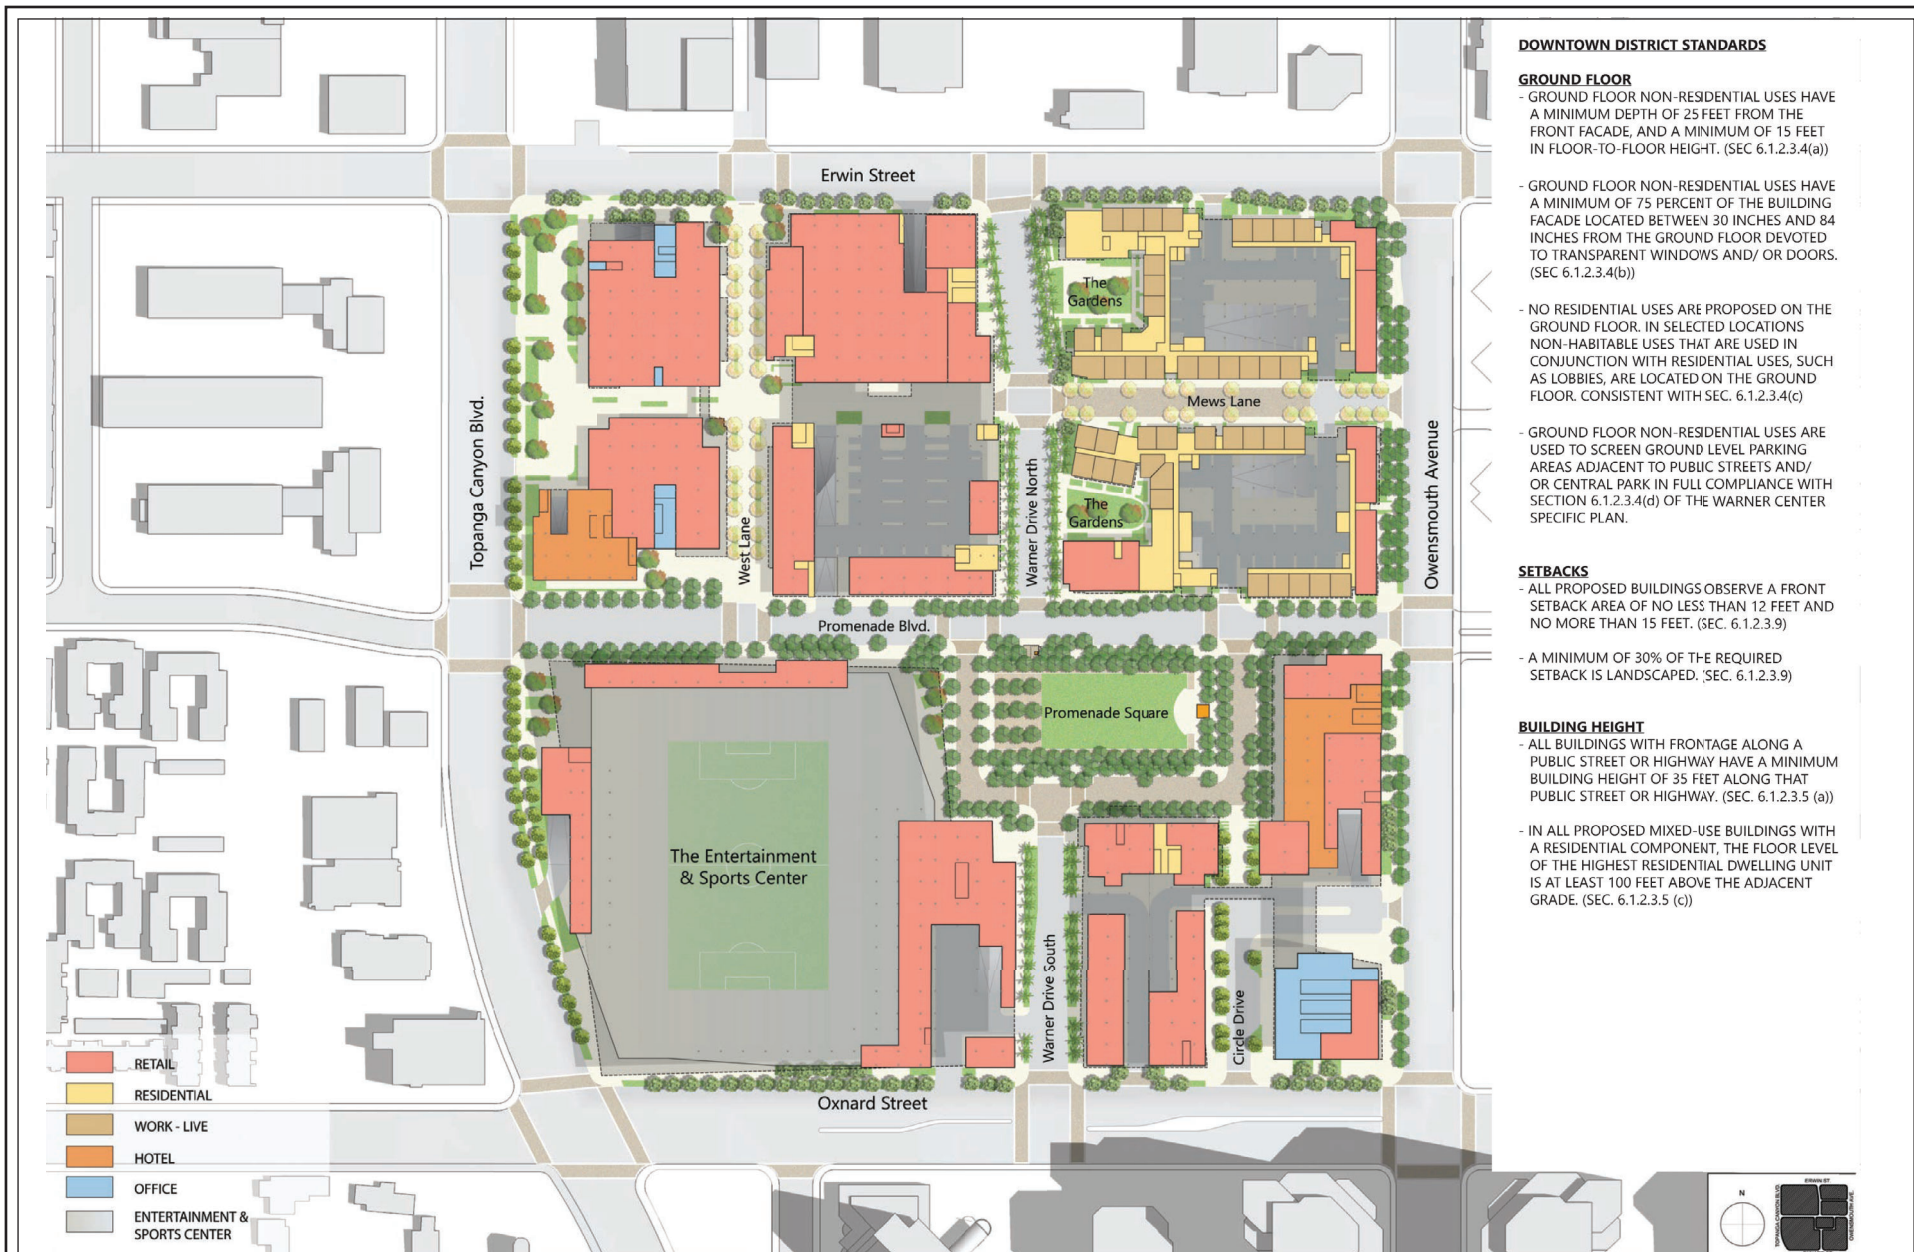 DOWNTOWN DISTRICT STANDARDS
GROUND FLOOR
- GROUND FLOOR NON-RESIDENTIAL USES HAVE
A MINIMUM DEPTH OF 25 FEET FROM THE
FRONT FACADE, AND A MINIMUM OF 15 FEET
IN FLOOR-TO-FLOOR HEIGHT. (SEC 6.1.2.3.4(a))
- GROUND FLOOR NON-RESIDENTIAL USES HAVE
A MINIMUM OF 75 PERCENT OF THE BUILDING
FACADE LOCATED BETWEEN 30 INCHES AND 84
INCHES FROM THE GROUND FLOOR DEVOTED
TO TRANSPARENT WINDOWS AND/ OR DOORS.
(SEC 6.1.2.3.4(b))
- NO RESIDENTIAL USES ARE PROPOSED ON THE
GROUND FLOOR. IN SELECTED LOCATIONS
NON-HABITABLE USES THAT ARE USED IN
CONJUNCTION WITH RESIDENTIAL USES, SUCH
AS LOBBIES, ARE LOCATED ON THE GROUND
FLOOR. CONSISTENT WITH SEC. 6.1.2.3.4(c)
- GROUND FLOOR NON-RESIDENTIAL USES ARE
USED TO SCREEN GROUND LEVEL PARKING
AREAS ADJACENT TO PUBLIC STREETS AND/
OR CENTRAL PARK IN FULL COMPLIANCE WITH
SECTION 6.1.2.3.4(d) OF THE WARNER CENTER
SPECIFIC PLAN.
SETBACKS
- ALL PROPOSED BUILDINGS OBSERVE A FRONT
SETBACK AREA OF NO LESS THAN 12 FEET AND
NO MORE THAN 15 FEET. (SEC. 6.1.2.3.9)
- A MINIMUM OF 30% OF THE REQUIRED
SETBACK IS LANDSCAPED. (SEC. 6.1.2.3.9)
BUILDING HEIGHT
- ALL BUILDINGS WITH FRONTAGE ALONG A
PUBLIC STREET OR HIGHWAY HAVE A MINIMUM
BUILDING HEIGHT OF 35 FEET ALONG THAT
PUBLIC STREET OR HIGHWAY. (SEC. 6.1.2.3.5 (a))
- IN ALL PROPOSED MIXED-USE BUILDINGS WITH
A RESIDENTIAL COMPONENT, THE FLOOR LEVEL
OF THE HIGHEST RESIDENTIAL DWELLING UNIT
IS AT LEAST 100 FEET ABOVE THE ADJACENT
GRADE. (SEC. 6.1.2.3.5 (c))
Erwin Street
The
Gardens
Mews Lane
Topanga Canyon Blvd.
West Lane
Warner Drive North
The
Gardens
Owensmouth Avenue
Promenade Blvd.
Promenade Square
The Entertainment
& Sports Center
Warner Drive South
Circle Drive
Oxnard Street
RETAIL
RESIDENTIAL
WORK - LIVE
HOTEL
OFFICE
ENTERTAINMENT &
SPORTS CENTER
N
ERWIN ST.
TOPANGA CANYON BLVD.
OWENSMOUTH AVE.